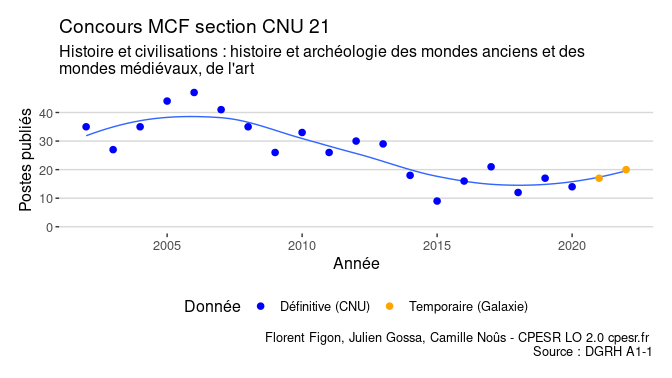 Concours MCF section CNU 21
Histoire et civilisations : histoire et archéologie des mondes anciens et des
mondes médiévaux, de l'art
Postes publiés
40
30
20
10
0
2005 2010 2015 2020
Année
Donnée Définitive (CNU) Temporaire (Galaxie)
Florent Figon, Julien Gossa, Camille Noûs - CPESR LO 2.0 cpesr.fr
Source : DGRH A1-1